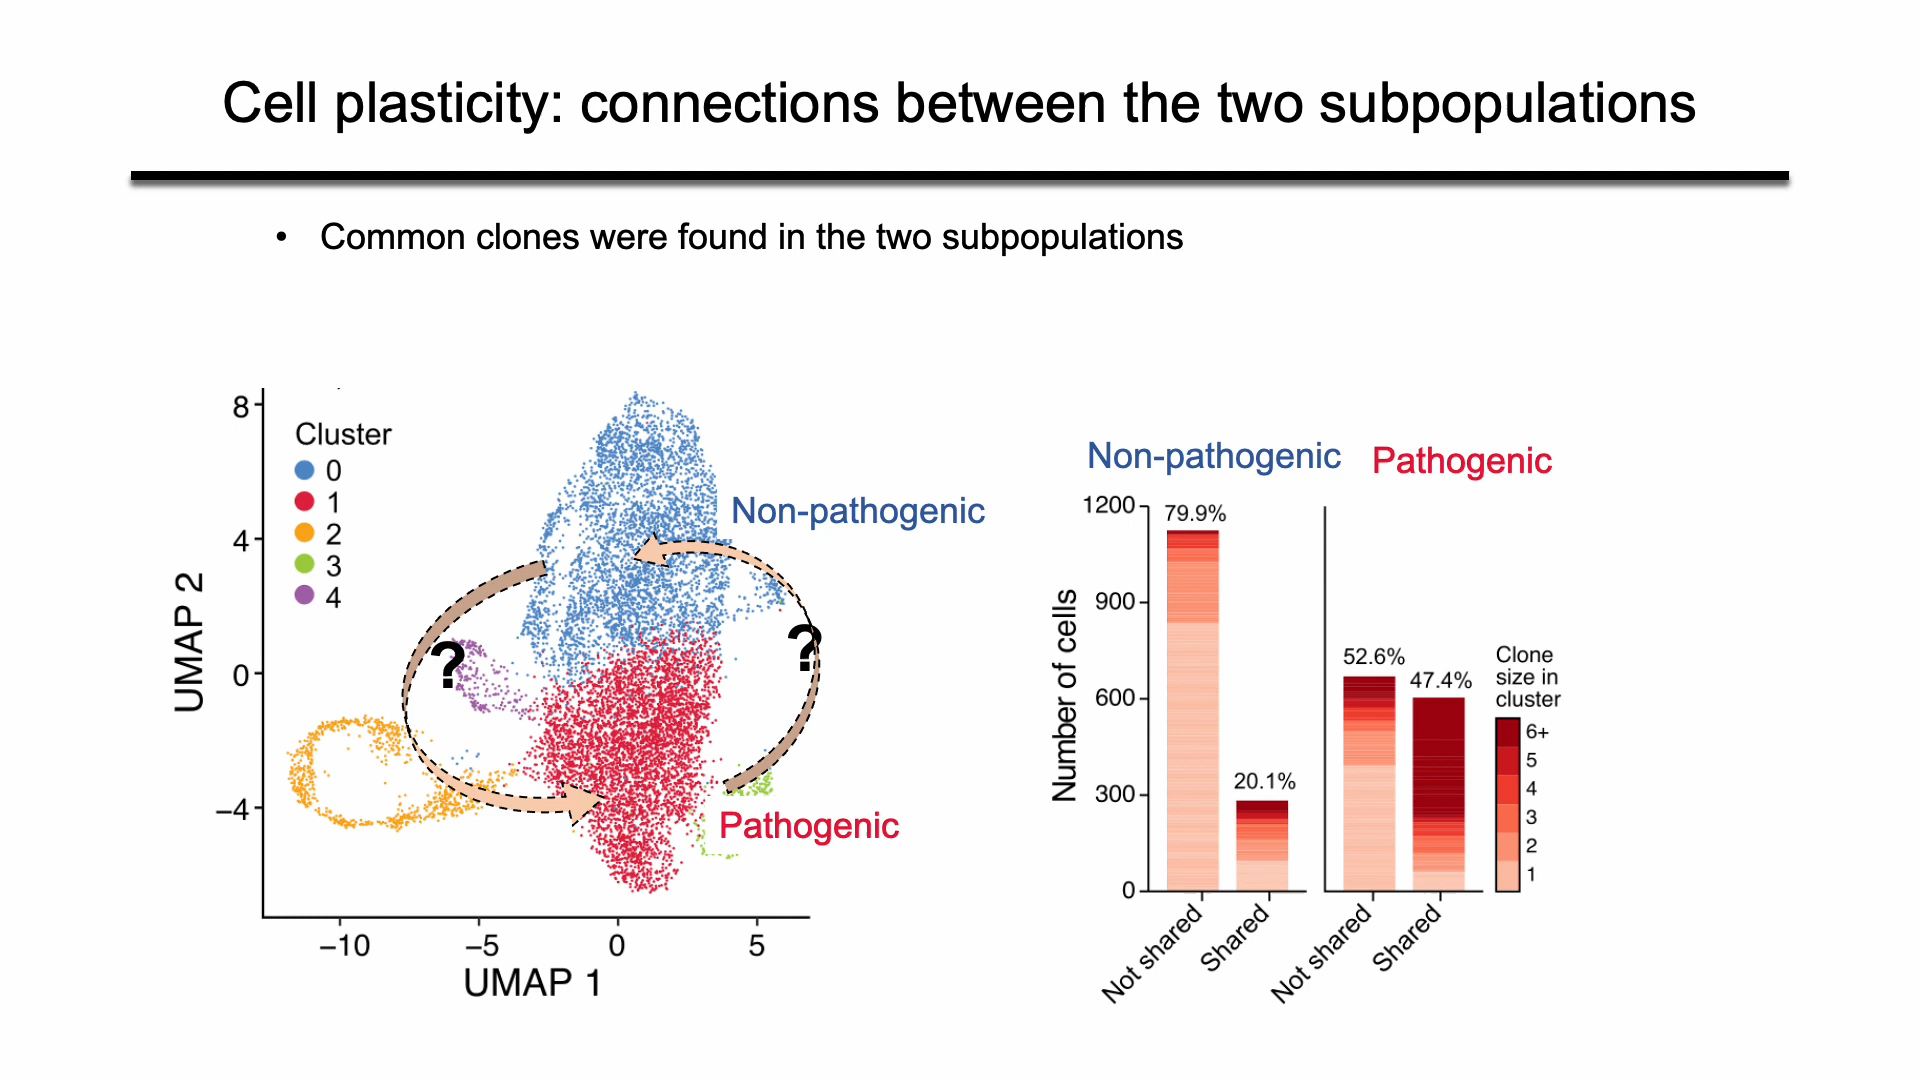 Cell plasticity: connections between the two subpopulations
• Common clones were found in the two subpopulations
8
4
0
−4
UMAP 2
Cluster
0
1
2
3
4
Non-pathogenic
?
?
Pathogenic
−10
−5
0
5
UMAP 1
Non-pathogenic
Pathogenic
1200
900
600
300
0
Number of cells
79.9%
20.1%
52.6%
47.4%
Not shared
Shared
Not shared
Shared
Clone
size in
cluster
6+
5
4
3
2
1